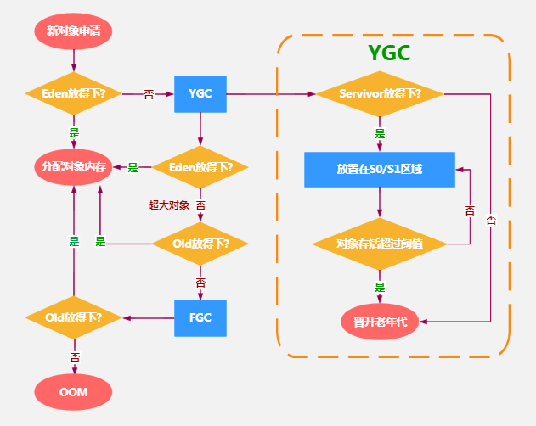 新对象申请
YGC
Eden放得下?
否
YGC
Servivor放得下?
是
是
分配对象内存
是
Eden放得下?
放置在S0/S1区域
超大对象
否
否
否
是
是
Old放得下?
对象存活超过阈值
否
是
Old放得下?
FGC
晋升老年代
否
OOM